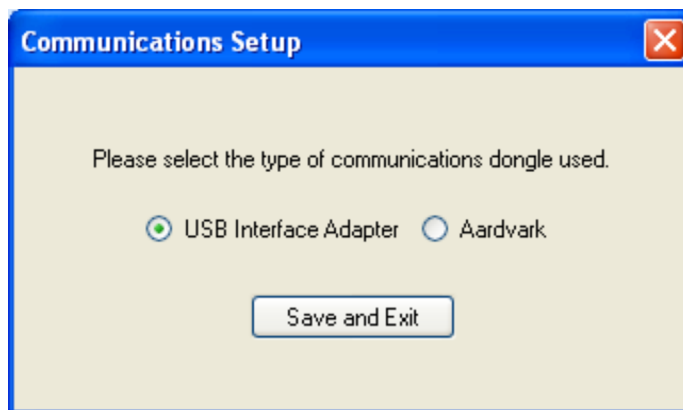 Communications Setup
Please select the type of communications dongle used.
USB Interface Adapter Aardvark
Save and Exit